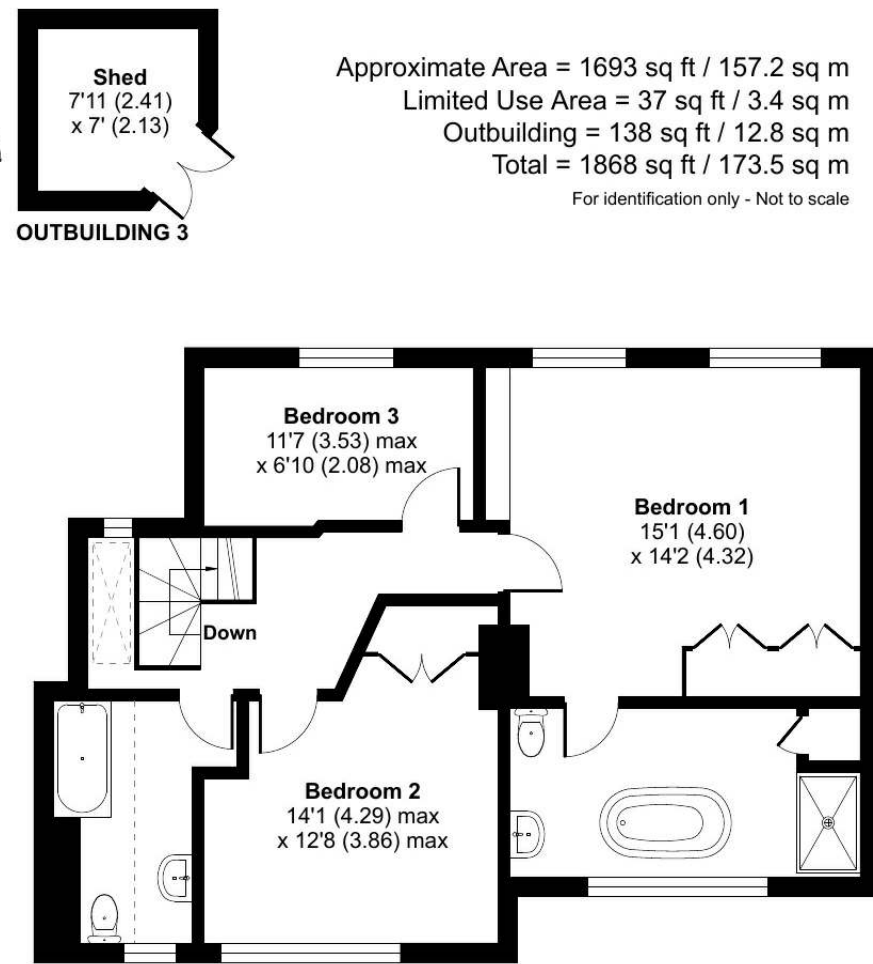 Shed
7'11 (2.41)
x 7' (2.13)
OUTBUILDING 3
Approximate Area = 1693 sq ft / 157.2 sq m
Limited Use Area = 37 sq ft / 3.4 sq m
Outbuilding = 138 sq ft / 12.8 sq m
Total = 1868 sq ft / 173.5 sq m
For identification only - Not to scale
Bedroom 3
11'7 (3.53) max
x 6'10 (2.08) max
Bedroom 1
15'1 (4.60)
x 14'2 (4.32)
Down
Bedroom 2
14'1 (4.29) max
x 12'8 (3.86) max